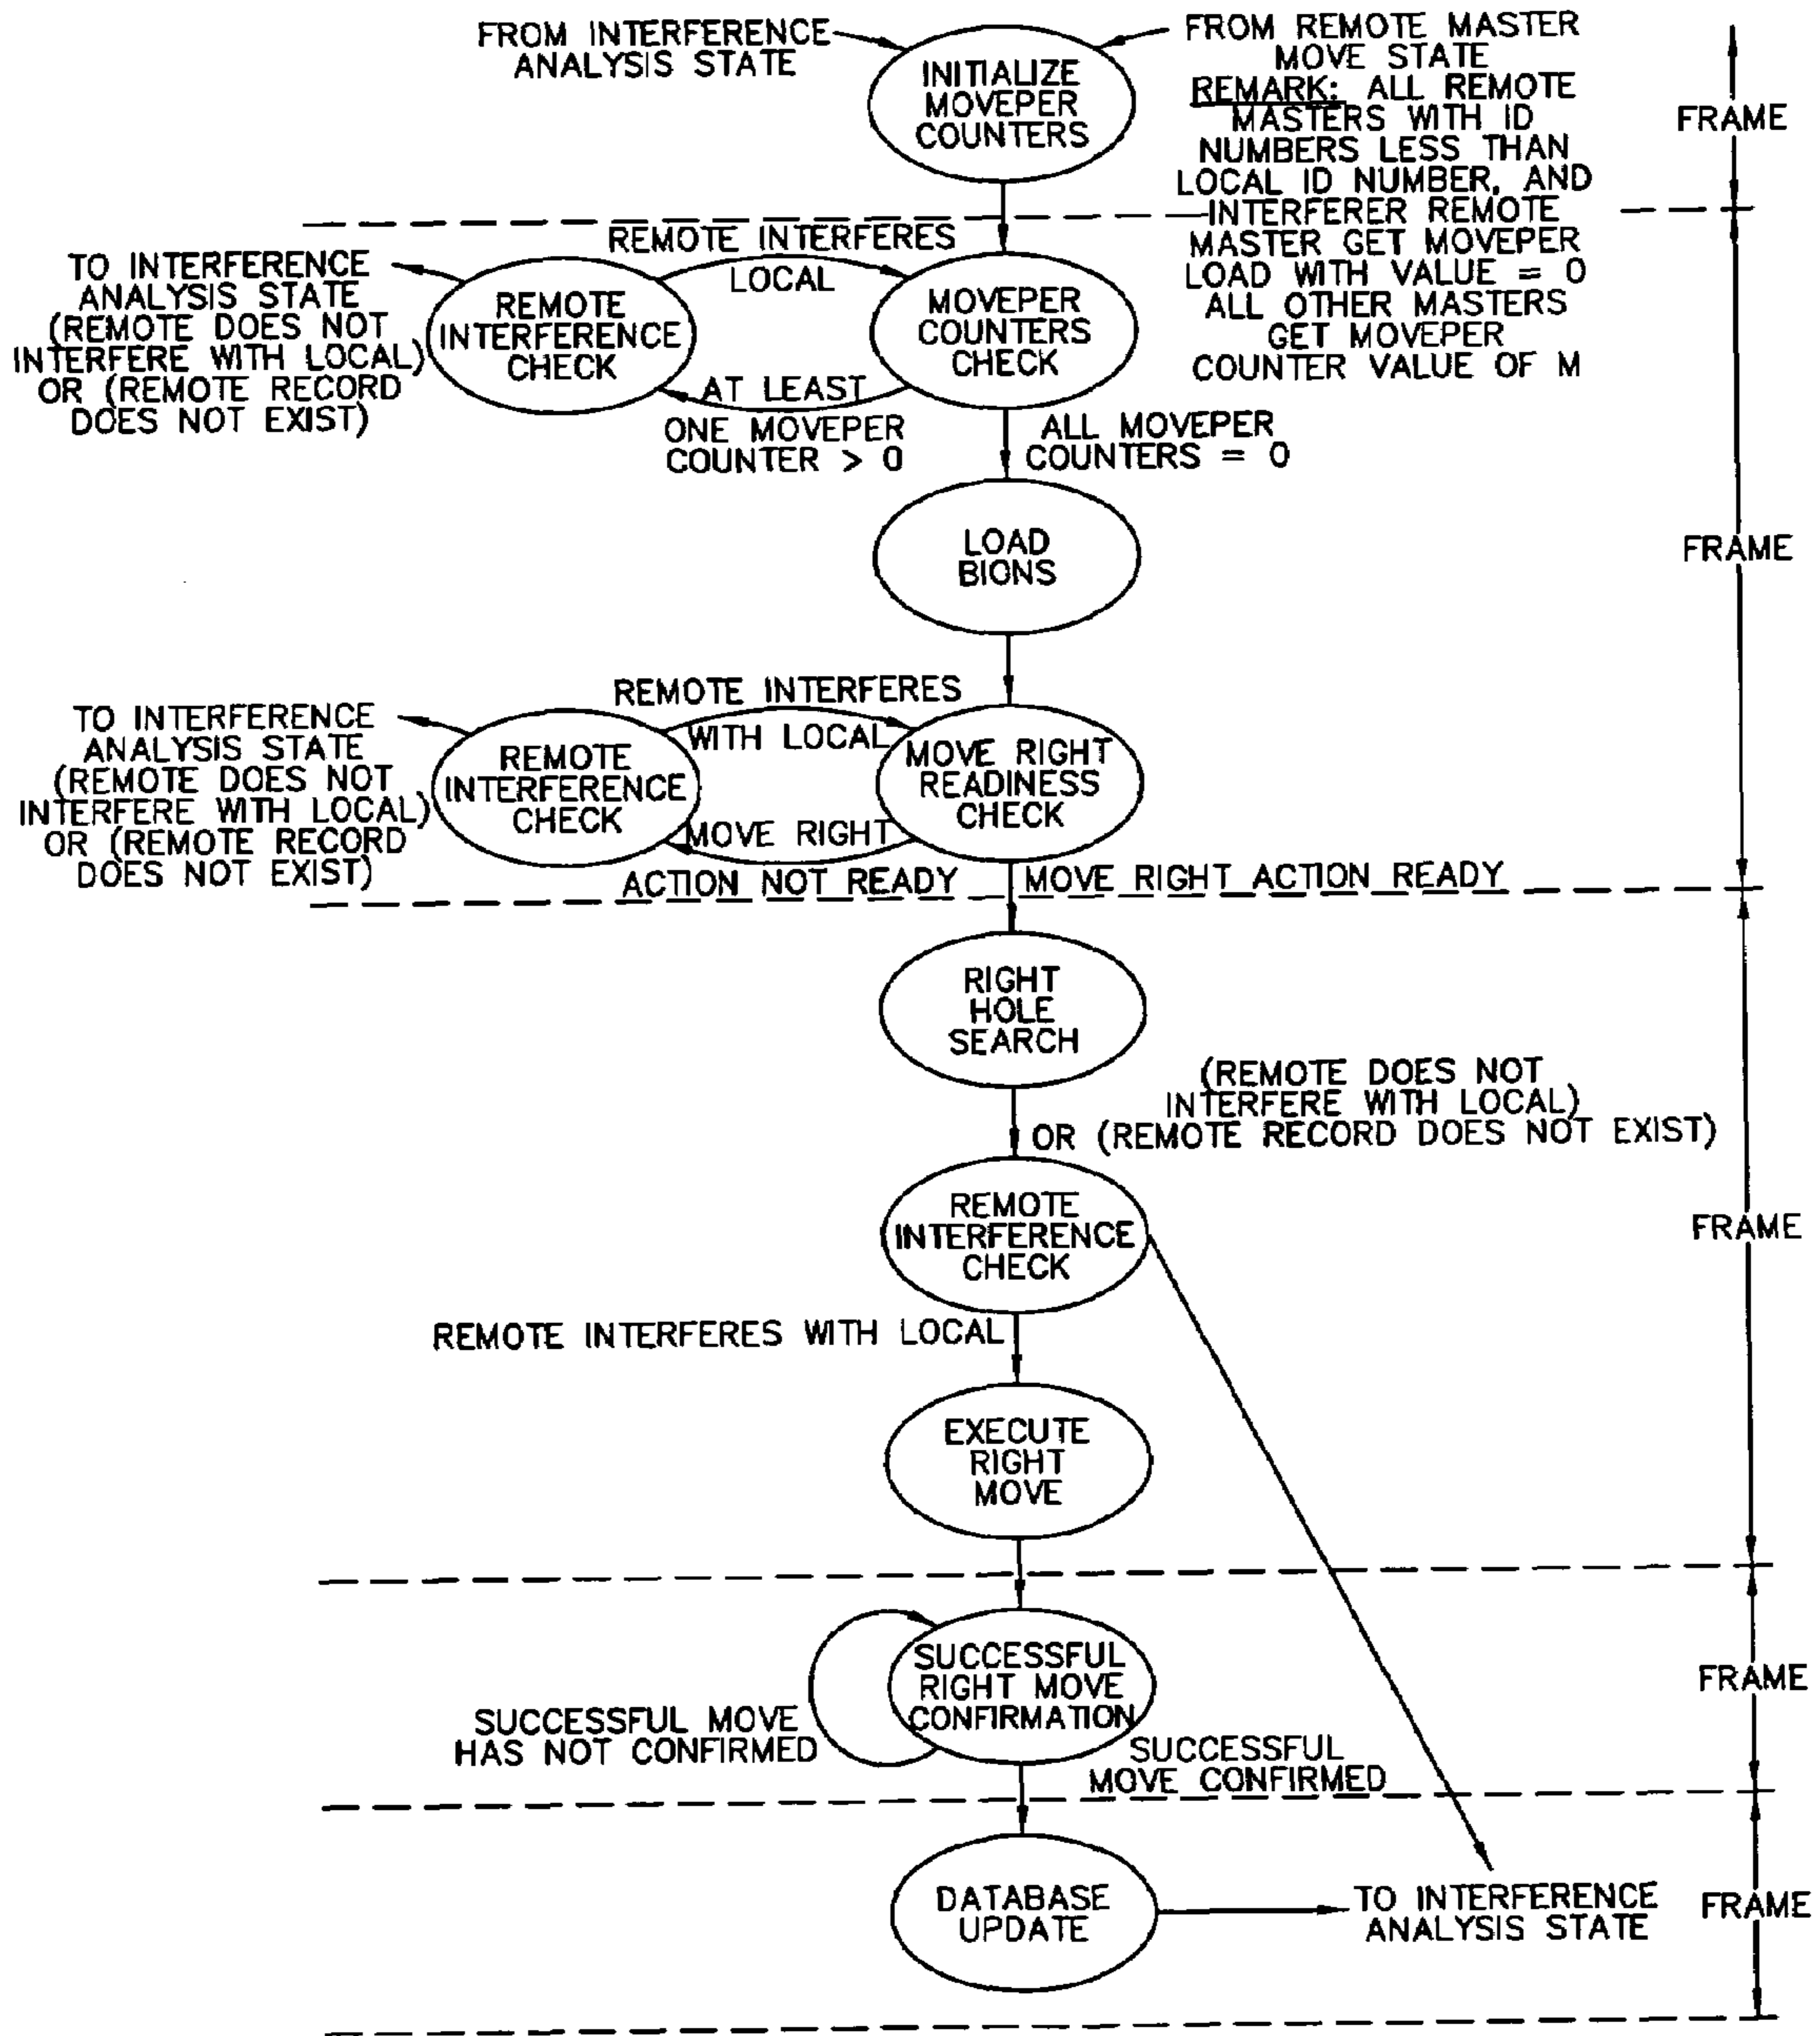 FROM INTERFERENCE
ANALYSIS STATE
INITIALIZE
MOVEPER
COUNTERS
FROM REMOTE MASTER
MOVE STATE
REMARK: ALL REMOTE
MASTERS WITH ID
NUMBERS LESS THAN
LOCAL ID NUMBER, AND
INTERFERER REMOTE
MASTER GET MOVEPER
LOAD WITH VALUE = 0
ALL OTHER MASTERS
GET MOVEPER
COUNTER VALUE OF M
FRAME
TO INTERFERENCE
ANALYSIS STATE
(REMOTE DOES NOT
INTERFERE WITH LOCAL)
OR (REMOTE RECORD
DOES NOT EXIST)
REMOTE INTERFERES
LOCAL
REMOTE
INTERFERENCE
CHECK
MOVEPER
COUNTERS
CHECK
AT LEAST
ONE MOVEPER
COUNTER > 0
ALL MOVEPER
COUNTERS = 0
LOAD
BIONS
FRAME
REMOTE INTERFERES
WITH LOCAL
TO INTERFERENCE
ANALYSIS STATE
(REMOTE DOES NOT
INTERFERE WITH LOCAL)
OR (REMOTE RECORD
DOES NOT EXIST)
REMOTE
INTERFERENCE
CHECK
MOVE RIGHT
READINESS
CHECK
MOVE RIGHT
ACTION NOT READY
MOVE RIGHT ACTION READY
RIGHT
HOLE
SEARCH
(REMOTE DOES NOT
INTERFERE WITH LOCAL)
OR (REMOTE RECORD DOES NOT EXIST)
REMOTE
INTERFERENCE
CHECK
FRAME
REMOTE INTERFERES WITH LOCAL
EXECUTE
RIGHT
MOVE
SUCCESSFUL
RIGHT MOVE
CONFIRMATION
FRAME
SUCCESSFUL MOVE
HAS NOT CONFIRMED
SUCCESSFUL
MOVE CONFIRMED
DATABASE
UPDATE
TO INTERFERENCE
ANALYSIS STATE
FRAME